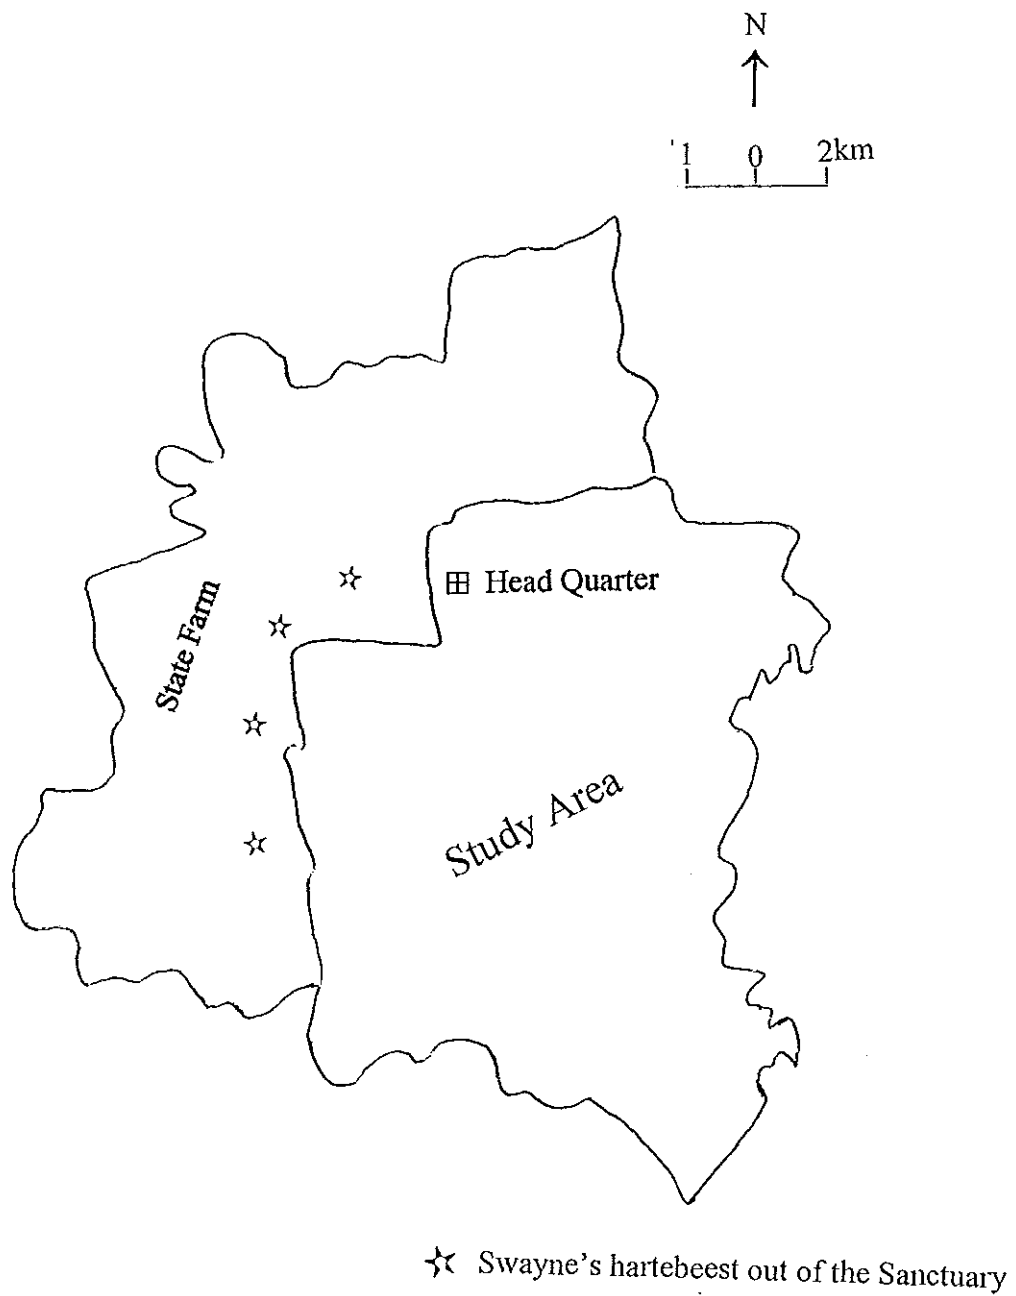 N
1 0 2km
Head Quarter
State Farm
Study Area
Swayne's hartebeest out of the Sanctuary